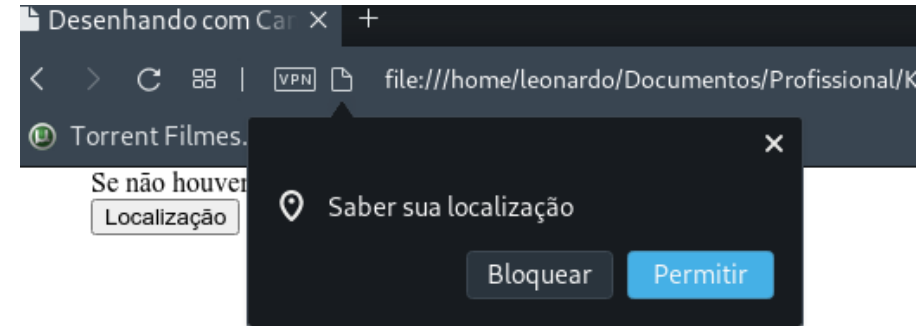 Desenhando com Car
VPN file:///home/leonardo/Documentos/Profissional/K
Torrent Filmes.
Se não houver
Localização
Saber sua localização
Bloquear Permitir